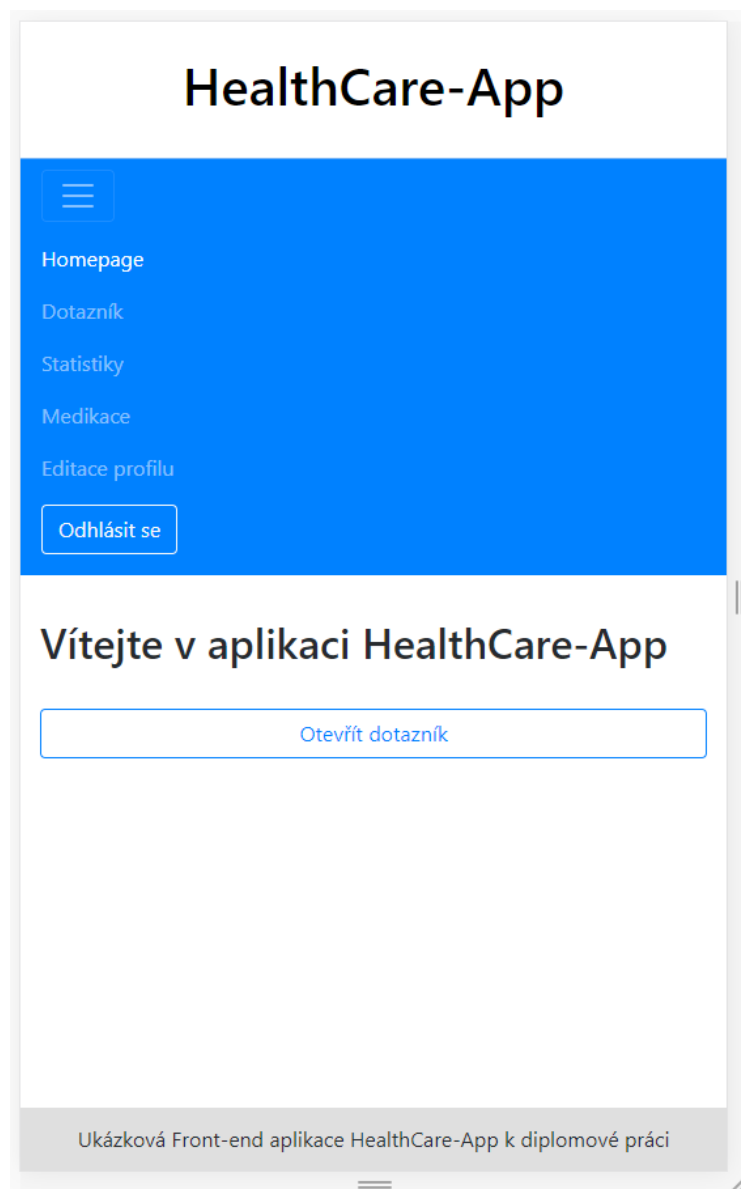 HealthCare-App
Homepage
Dotazník
Statistiky
Medikace
Editace profilu
Odhlásit se
Vítejte v aplikaci HealthCare-App
Otevřít dotazník
Ukázková Front-end aplikace HealthCare-App k diplomové práci